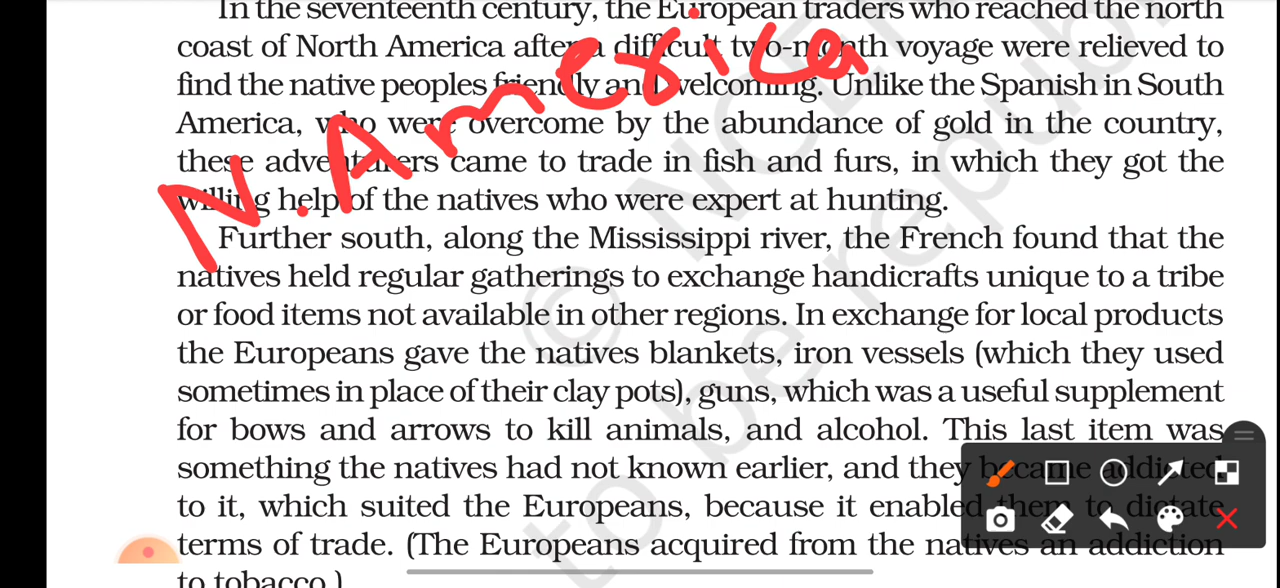 In the seventeenth century, the European traders who reached the north
coast of North America after a difficult two-month voyage were relieved to
find the native peoples friendly and welcoming. Unlike the Spanish in South
America, who were overcome by the abundance of gold in the country,
these adventurers came to trade in fish and furs, in which they got the
willing help of the natives who were expert at hunting.
N. America
Further south, along the Mississippi river, the French found that the
natives held regular gatherings to exchange handicrafts unique to a tribe
or food items not available in other regions. In exchange for local products
the Europeans gave the natives blankets, iron vessels (which they used
sometimes in place of their clay pots), guns, which was a useful supplement
for bows and arrows to kill animals, and alcohol. This last item was
something the natives had not known earlier, and they became addicted
to it, which suited the Europeans, because it enabled them to dictate
terms of trade. (The Europeans acquired from the natives an addiction
to tobacco.)
© NCE
to be republ